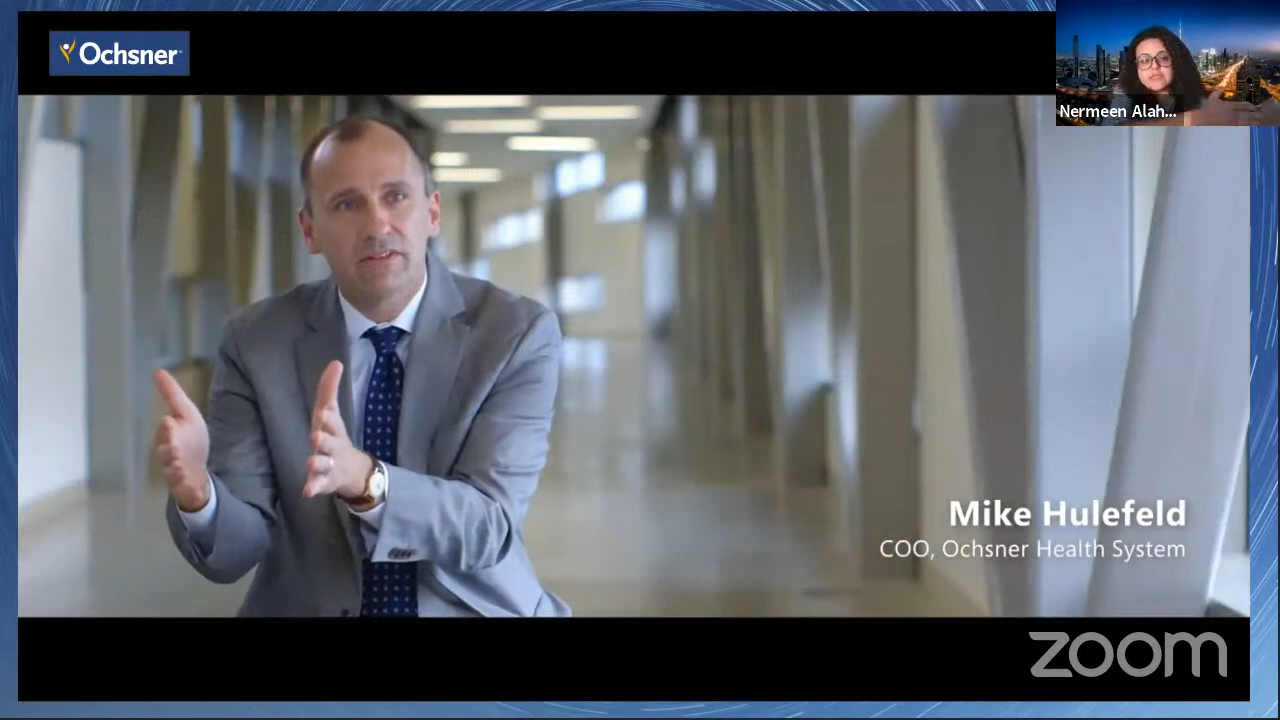 Ochsner
Nermeen Alah...
Mike Hulefeld
COO, Ochsner Health System
zoom